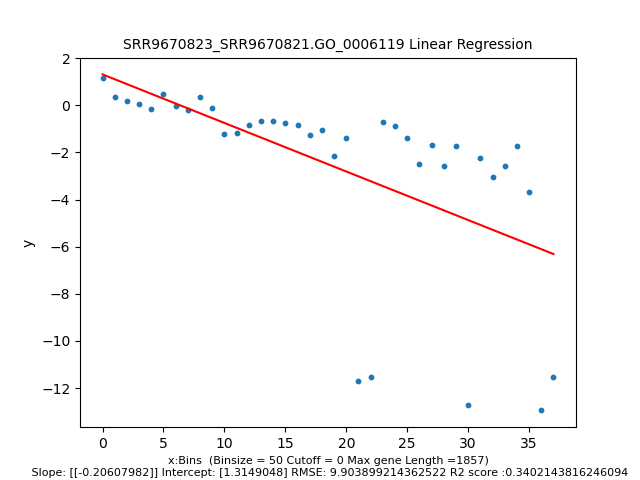 SRR9670823_SRR9670821.GO_0006119 Linear Regression
2
0
−2
−4
−6
−8
−10
−12
y
0 5 10 15 20 25 30 35
x:Bins (Binsize = 50 Cutoff = 0 Max gene Length =1857)
Slope: [[-0.20607982]] Intercept: [1.3149048] RMSE: 9.903899214362522 R2 score :0.3402143816246094